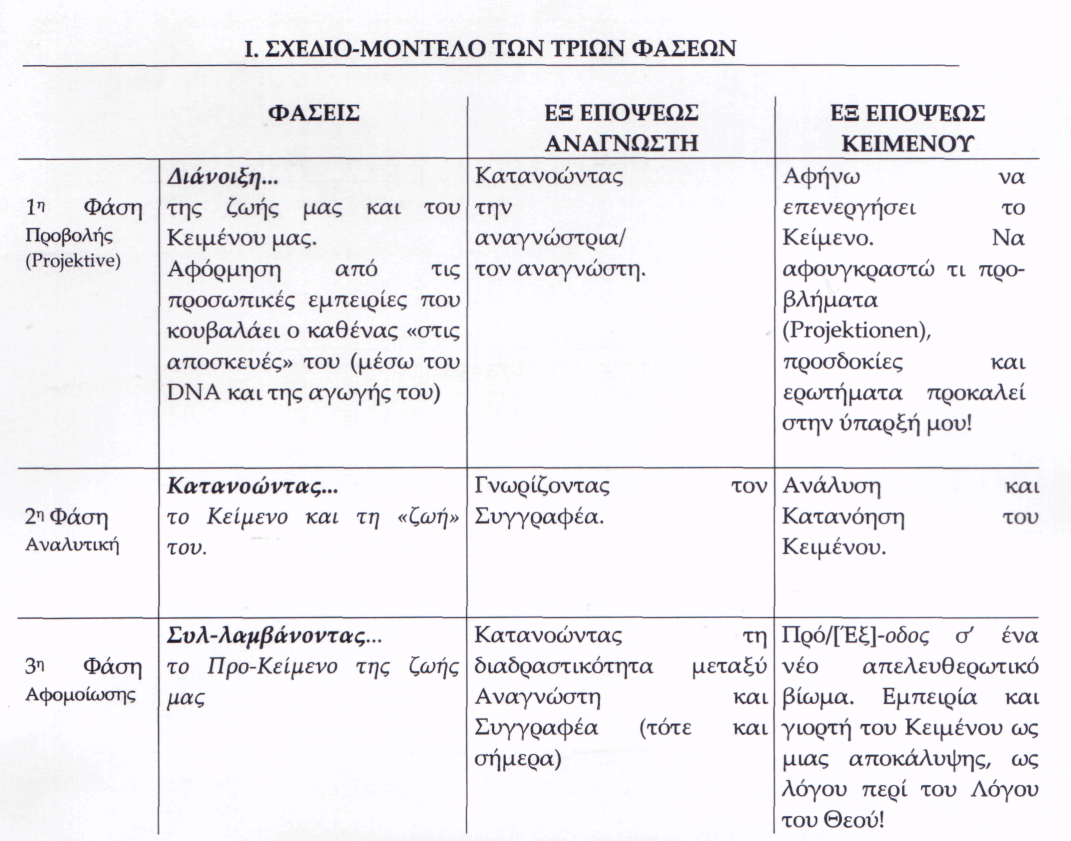 Ι. ΣΧΕΔΙΟ-ΜΟΝΤΕΛΟ ΤΩΝ ΤΡΙΩΝ ΦΑΣΕΩΝ
ΦΑΣΕΙΣ
ΕΞ ΕΠΟΨΕΩΣ
ΑΝΑΓΝΩΣΤΗ
ΕΞ ΕΠΟΨΕΩΣ
ΚΕΙΜΕΝΟΥ
1η Φάση
Προβολής
(Projektive)
Διάνοιξη...
της ζωής μας και του
Κειμένου μας.
Αφόρμηση από τις
προσωπικές εμπειρίες που
κουβαλάει ο καθένας «στις
αποσκευές» του (μέσω του
DNA και της αγωγής του)
Κατανοώντας
την
αναγνώστρια/
τον αναγνώστη.
Αφήνω να
επενεργήσει το
Κείμενο. Να
αφουγκραστώ τι προ-
βλήματα
(Projektionen),
προσδοκίες και
ερωτήματα προκαλεί
στην ύπαρξή μου!
2η Φάση
Αναλυτική
Κατανοώντας...
το Κείμενο και τη «ζωή»
του.
Γνωρίζοντας τον
Συγγραφέα.
Ανάλυση και
Κατανόηση του
Κειμένου.
3η Φάση
Αφομοίωσης
Συλ-λαμβάνοντας...
το Προ-Κείμενο της ζωής
μας
Κατανοώντας τη
διαδραστικότητα μεταξύ
Αναγνώστη και
Συγγραφέα (τότε και
σήμερα)
Πρό/[Έξ]-οδος σ’ ένα
νέο απελευθερωτικό
βίωμα. Εμπειρία και
γιορτή του Κειμένου ως
μιας αποκάλυψης, ως
λόγου περί του Λόγου
του Θεού!